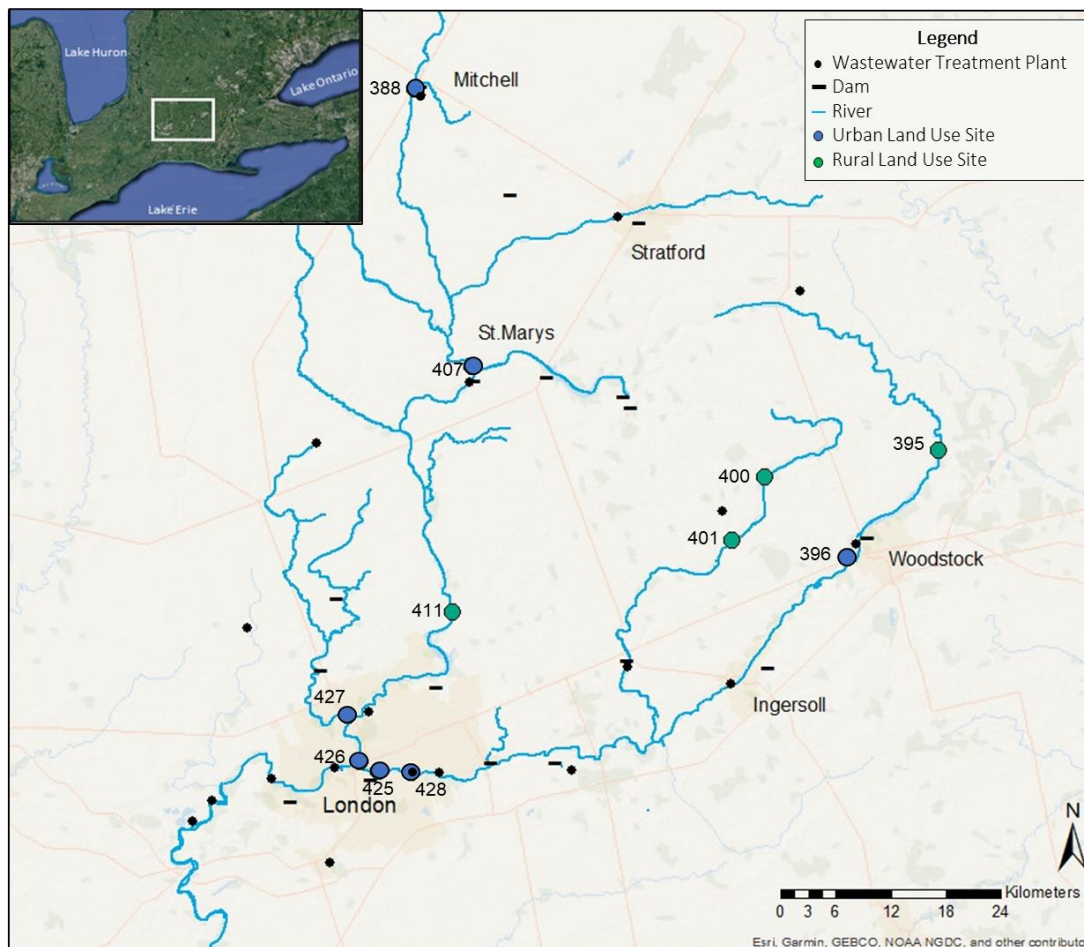 Lake Huron
Lake Ontario
Lake Erie
Legend
Wastewater Treatment Plant
Dam
River
Urban Land Use Site
Rural Land Use Site
388
Mitchell
Stratford
St.Marys
407
395
400
401
396
Woodstock
411
427
Ingersoll
426
425
428
London
N
Kilometers
0 3 6 12 18 24
Esri, Garmin, GEBCO, NOAA NGDC, and other contributo